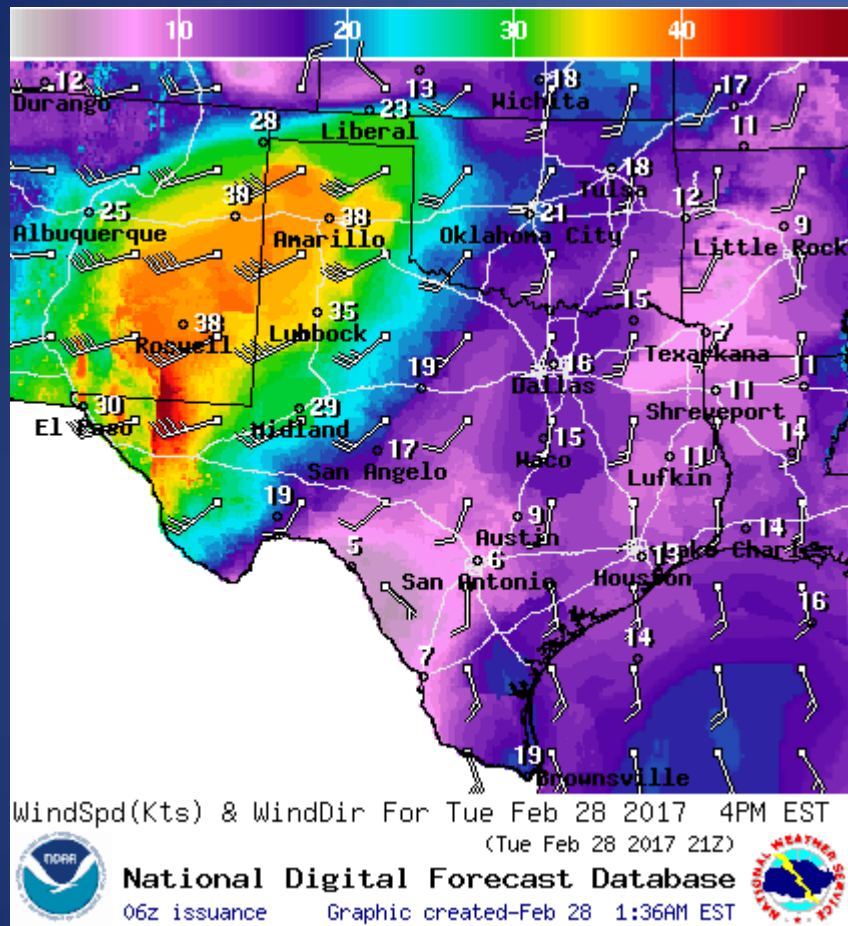 10 20 30 40
12 13 18 17
Durango Wichita
23
Liberal
28 11
18
Tulsa
25 38 38 21 12 9
Albuquerque Amarillo Oklahoma City Little Rock
38 35 15 7
Roswell Lubbock Texarkana
19 16 11
Dallas
11
Shreveport
30 29
El Paso Midland
15 14
17 Waco 11
San Angelo Lufkin
19 9 14
Austin
5 6 13 Lake Charles
San Antonio Houston
16
7 14
19
Brownsville
WindSpd(Kts) & WindDir For Tue Feb 28 2017 4PM EST
(Tue Feb 28 2017 21Z)
NOAA
National Digital Forecast Database
06z issuance Graphic created-Feb 28 1:36AM EST
NATIONAL WEATHER SERVICE